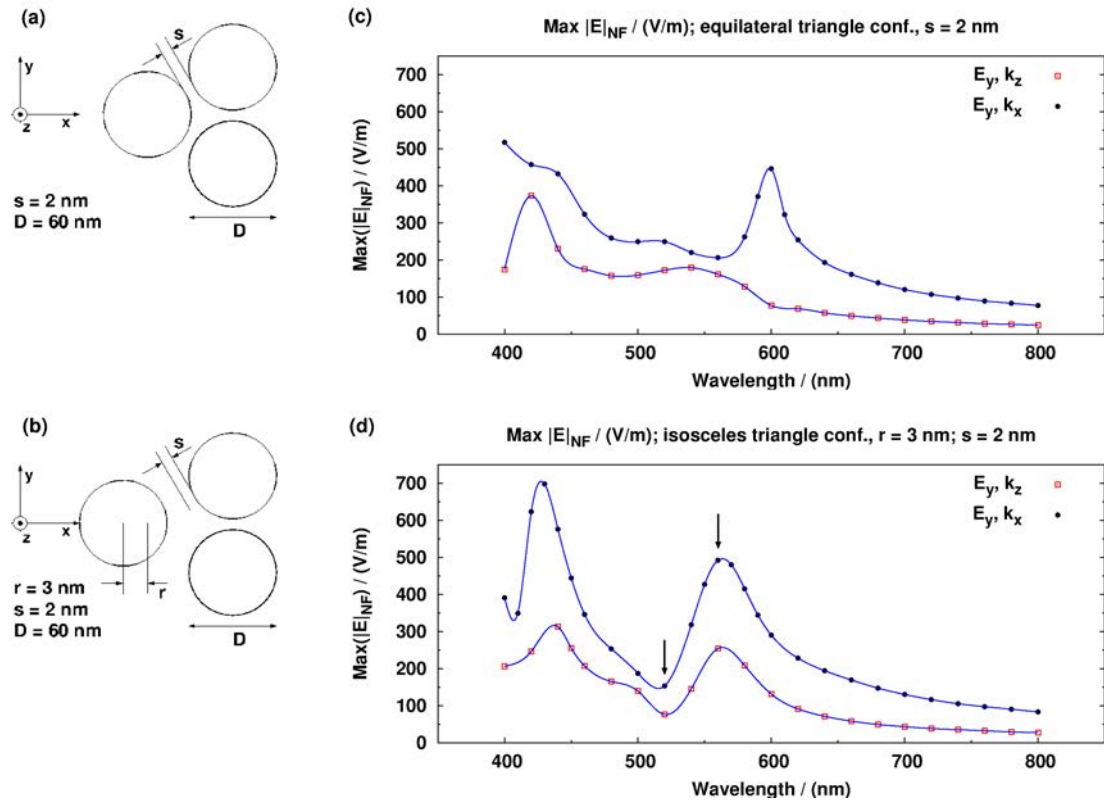 (a)
s
y
z
x
s = 2 nm
D = 60 nm
D
(c)
Max |E|NF / (V/m); equilateral triangle conf., s = 2 nm
Ey, kz
Ey, kx
Max(|E|NF) / (V/m)
700
600
500
400
300
200
100
0
400
500
600
700
800
Wavelength / (nm)
(b)
s
y
z
x
r
r = 3 nm
s = 2 nm
D = 60 nm
D
(d)
Max |E|NF / (V/m); isosceles triangle conf., r = 3 nm; s = 2 nm
Ey, kz
Ey, kx
Max(|E|NF) / (V/m)
700
600
500
400
300
200
100
0
400
500
600
700
800
Wavelength / (nm)